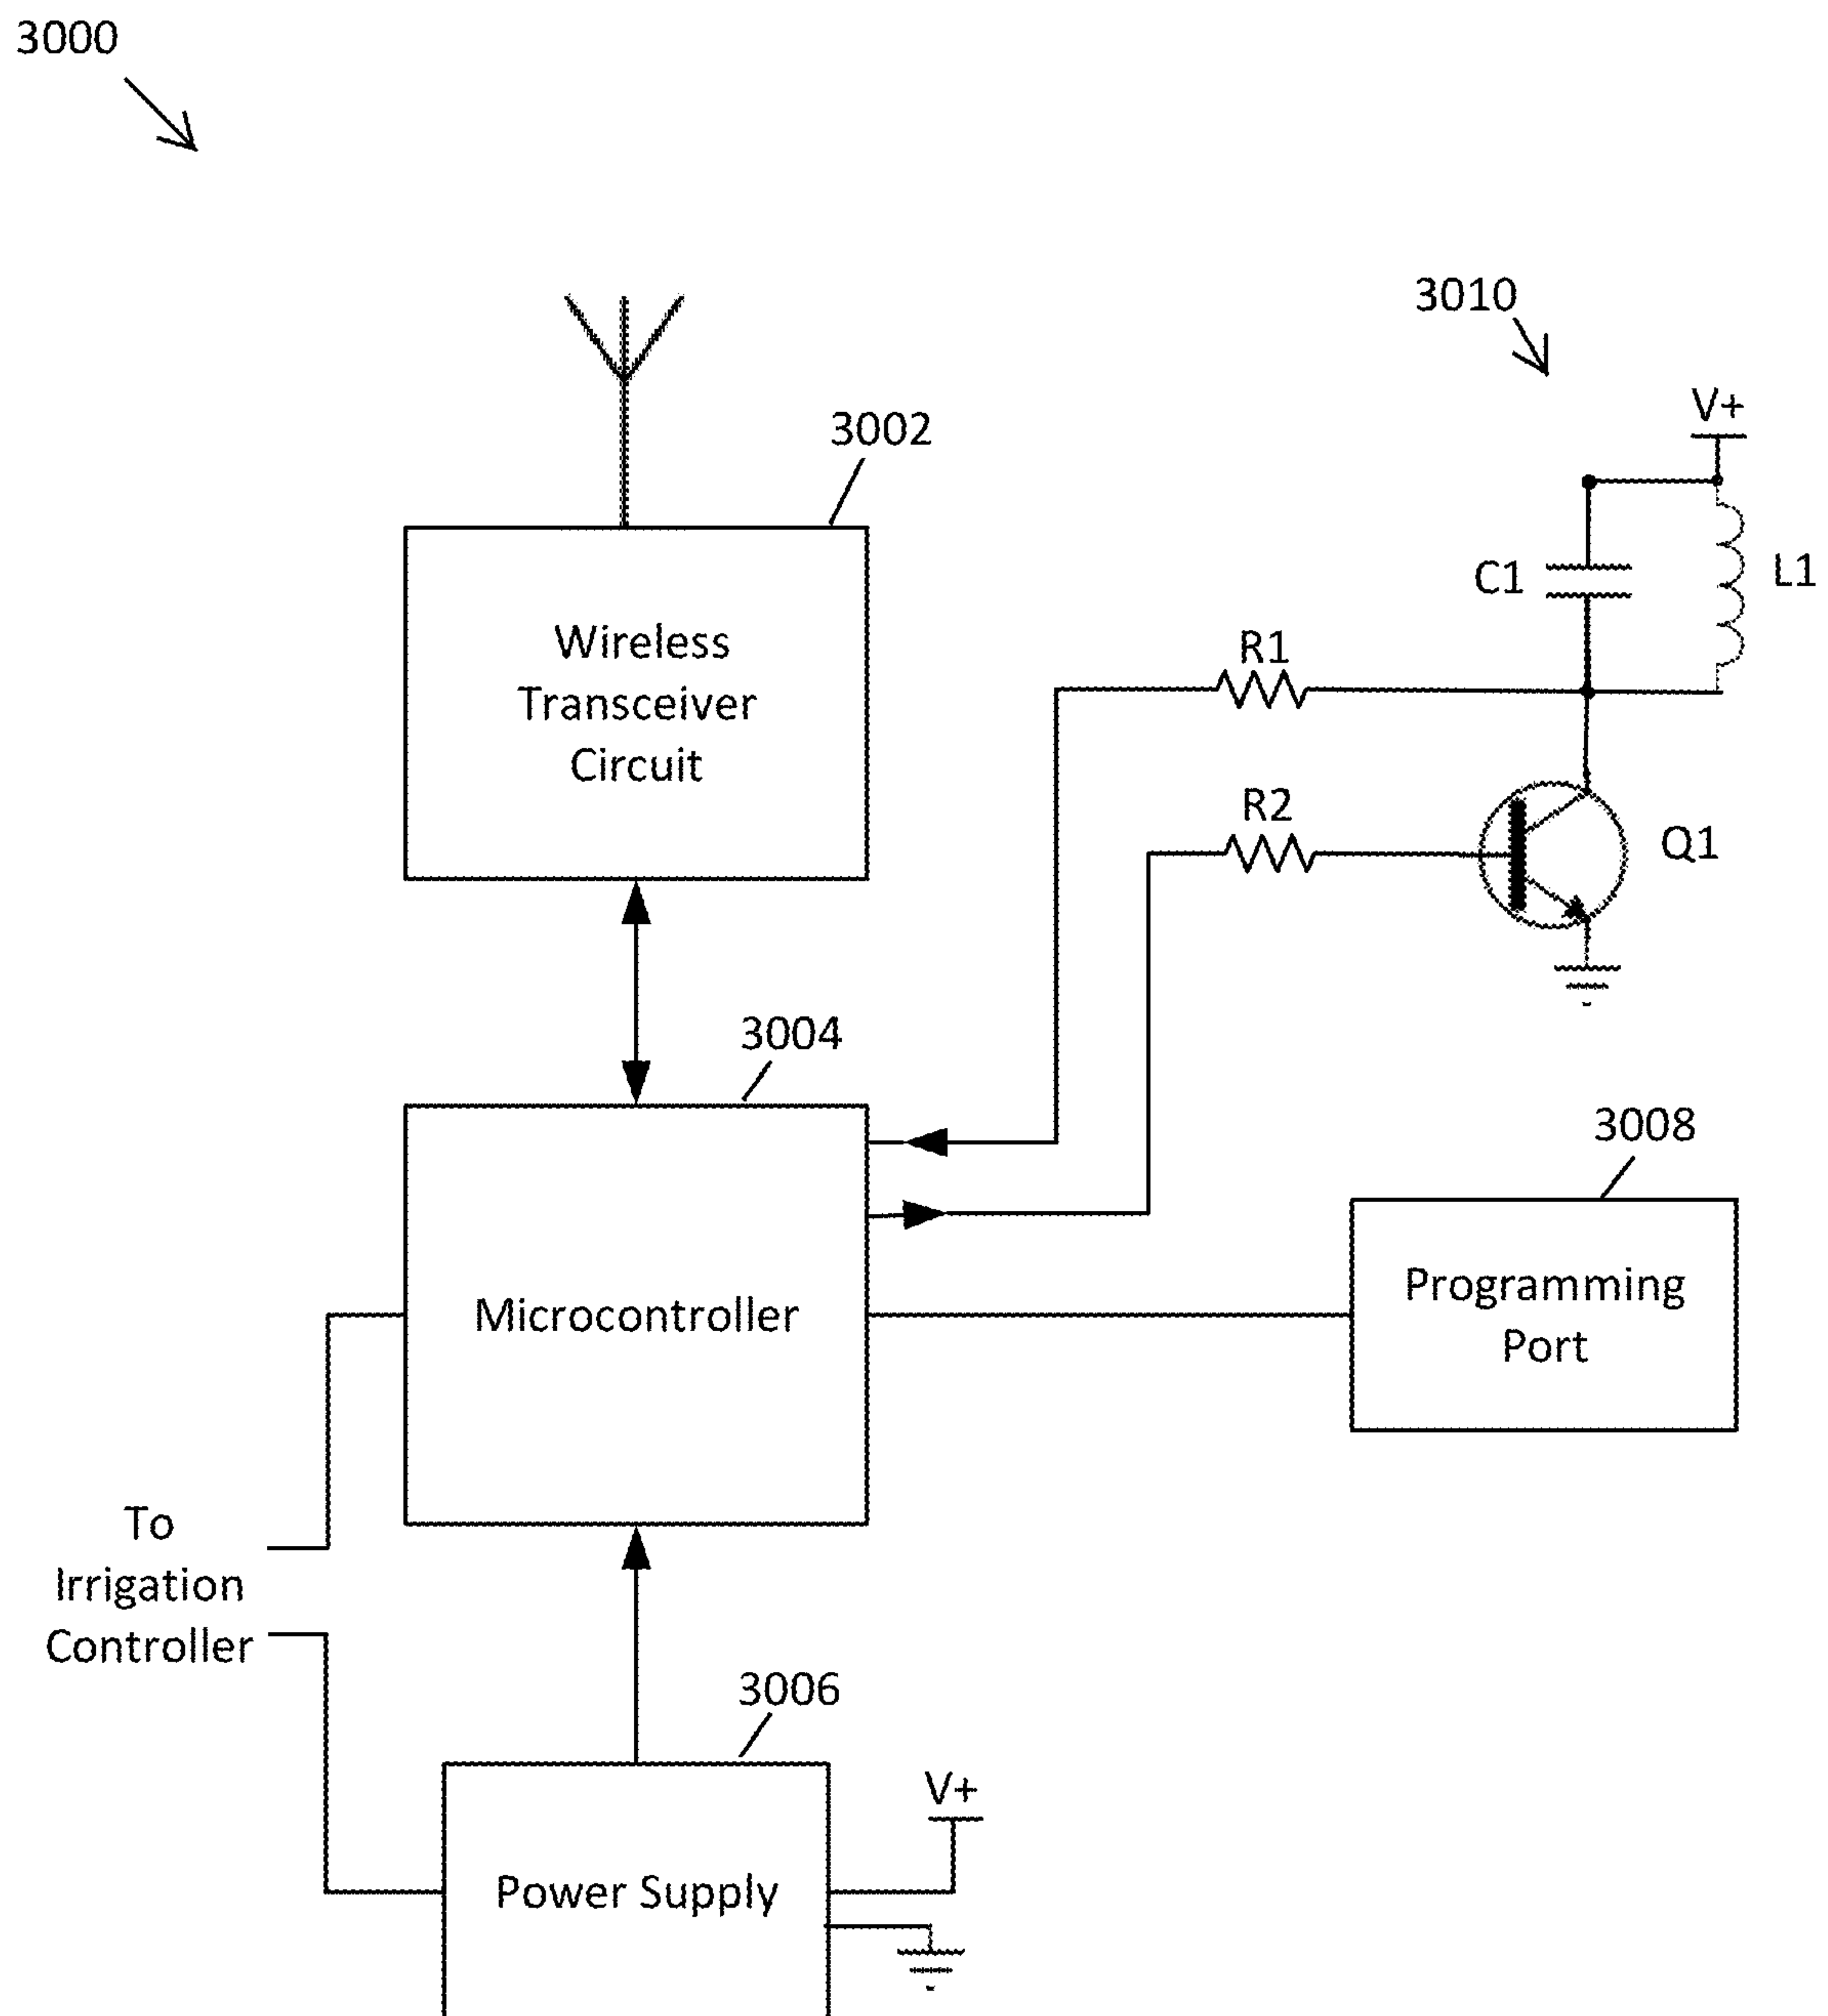 3000
3010
V+
3002
C1
L1
Wireless
Transceiver
Circuit
R1
R2
Q1
3004
3008
Microcontroller
Programming
Port
To
Irrigation
Controller
3006
V+
Power Supply